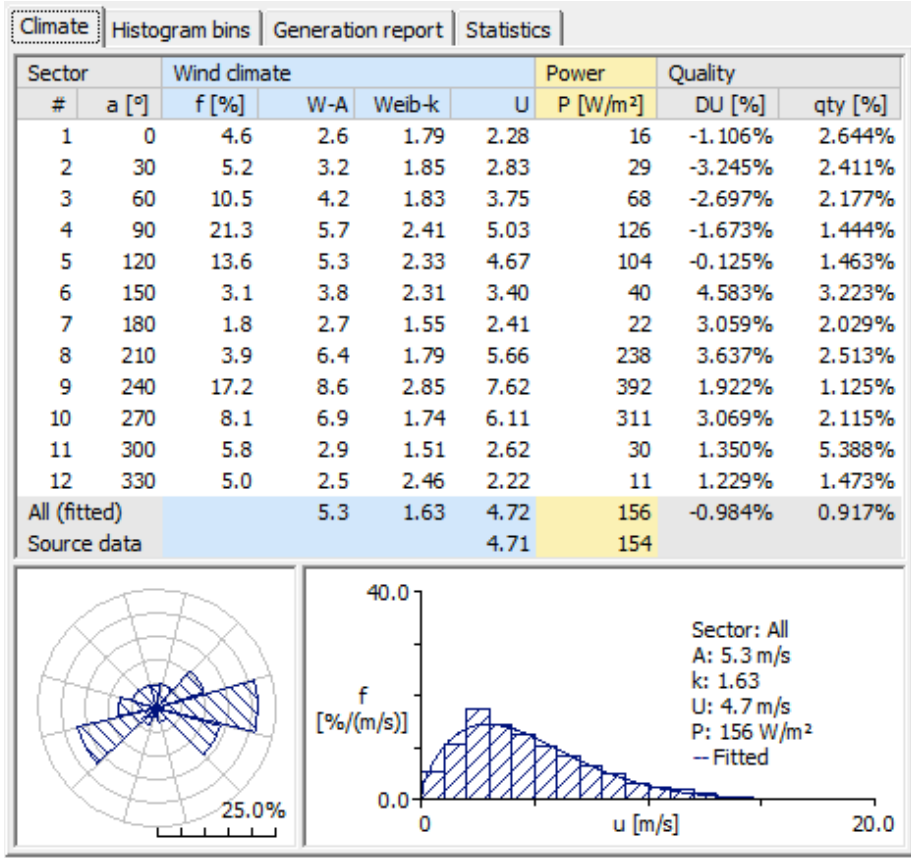 Climate Histogram bins Generation report Statistics
Sector Wind climate Power Quality
# a [°] f [%] W-A Weib-k U P [W/m²] DU [%] qty [%]
1 0 4.6 2.6 1.79 2.28 16 -1.106% 2.644%
2 30 5.2 3.2 1.85 2.83 29 -3.245% 2.411%
3 60 10.5 4.2 1.83 3.75 68 -2.697% 2.177%
4 90 21.3 5.7 2.41 5.03 126 -1.673% 1.444%
5 120 13.6 5.3 2.33 4.67 104 -0.125% 1.463%
6 150 3.1 3.8 2.31 3.40 40 4.583% 3.223%
7 180 1.8 2.7 1.55 2.41 22 3.059% 2.029%
8 210 3.9 6.4 1.79 5.66 238 3.637% 2.513%
9 240 17.2 8.6 2.85 7.62 392 1.922% 1.125%
10 270 8.1 6.9 1.74 6.11 311 3.069% 2.115%
11 300 5.8 2.9 1.51 2.62 30 1.350% 5.388%
12 330 5.0 2.5 2.46 2.22 11 1.229% 1.473%
All (fitted) 5.3 1.63 4.72 156 -0.984% 0.917%
Source data 4.71 154
25.0%
40.0
f
[%/(m/s)]
0.0
0 u [m/s] 20.0
Sector: All
A: 5.3 m/s
k: 1.63
U: 4.7 m/s
P: 156 W/m²
-- Fitted